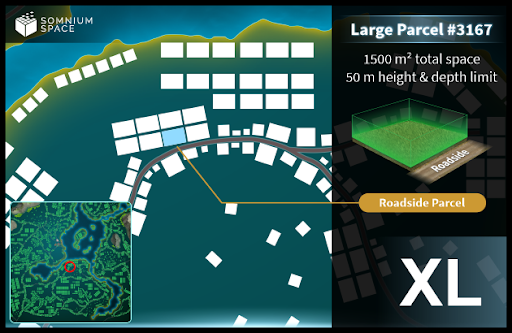 SOMNIUM
SPACE
Large Parcel #3167
1500 m² total space
50 m height & depth limit
Roadside
Roadside Parcel
XL